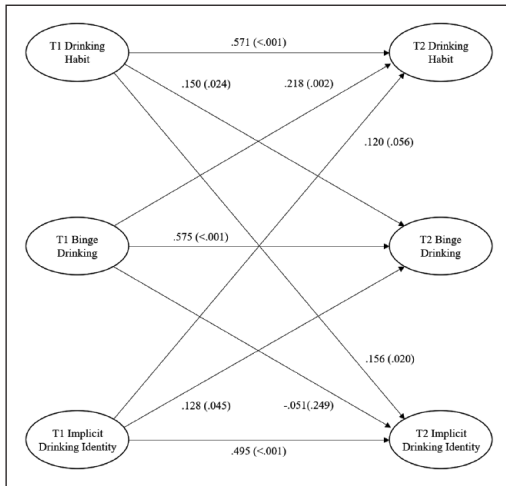 T1 Drinking
Habit
.571 (<.001)
T2 Drinking
Habit
.150 (.024)
.218 (.002)
.120 (.056)
T1 Binge
Drinking
.575 (<.001)
T2 Binge
Drinking
.156 (.020)
.128 (.045)
-.051(.249)
T1 Implicit
Drinking Identity
.495 (<.001)
T2 Implicit
Drinking Identity